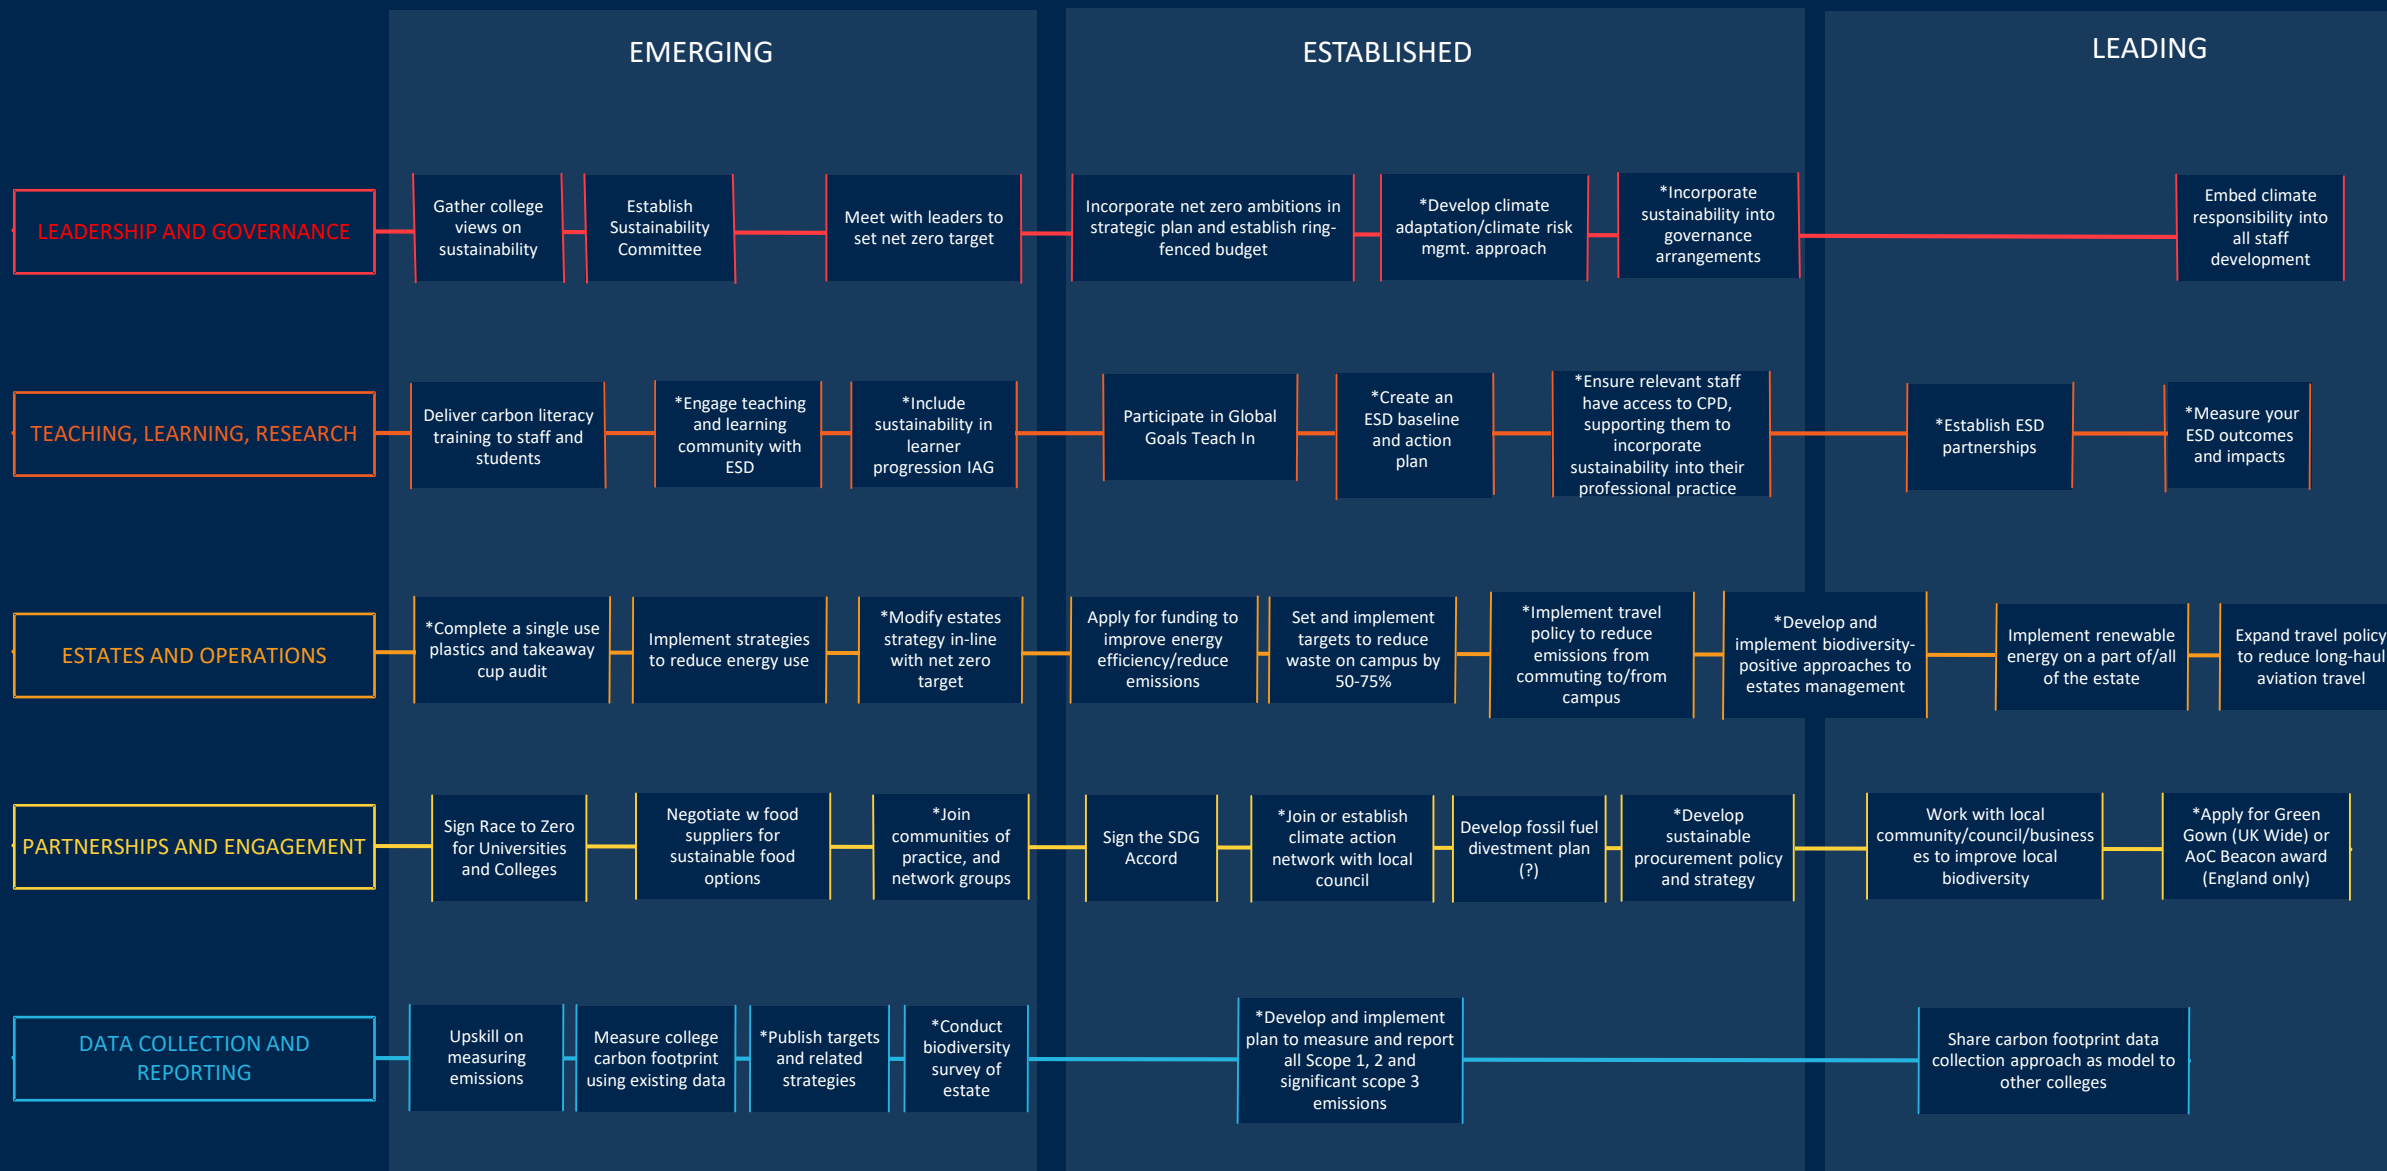 EMERGING
ESTABLISHED
LEADING
LEADERSHIP AND GOVERNANCE
Gather college
views on
sustainability
Establish
Sustainability
Committee
Meet with leaders to
set net zero target
Incorporate net zero ambitions in
strategic plan and establish ring-
fenced budget
*Develop climate
adaptation/climate risk
mgmt. approach
*Incorporate
sustainability into
governance
arrangements
Embed climate
responsibility into
all staff
development
TEACHING, LEARNING, RESEARCH
Deliver carbon literacy
training to staff and
students
*Engage teaching
and learning
community with
ESD
*Include
sustainability in
learner
progression IAG
Participate in Global
Goals Teach In
*Create an
ESD baseline
and action
plan
*Ensure relevant staff
have access to CPD,
supporting them to
incorporate
sustainability into their
professional practice
*Establish ESD
partnerships
*Measure your
ESD outcomes
and impacts
ESTATES AND OPERATIONS
*Complete a single use
plastics and takeaway
cup audit
Implement strategies
to reduce energy use
*Modify estates
strategy in-line
with net zero
target
Apply for funding to
improve energy
efficiency/reduce
emissions
Set and implement
targets to reduce
waste on campus by
50-75%
*Implement travel
policy to reduce
emissions from
commuting to/from
campus
*Develop and
implement biodiversity-
positive approaches to
estates management
Implement renewable
energy on a part of/all
of the estate
Expand travel policy
to reduce long-haul
aviation travel
PARTNERSHIPS AND ENGAGEMENT
Sign Race to Zero
for Universities
and Colleges
Negotiate w food
suppliers for
sustainable food
options
*Join
communities of
practice, and
network groups
Sign the SDG
Accord
*Join or establish
climate action
network with local
council
Develop fossil fuel
divestment plan
(?)
*Develop
sustainable
procurement policy
and strategy
Work with local
community/council/business
es to improve local
biodiversity
*Apply for Green
Gown (UK Wide) or
AoC Beacon award
(England only)
DATA COLLECTION AND
REPORTING
Upskill on
measuring
emissions
Measure college
carbon footprint
using existing data
*Publish targets
and related
strategies
*Conduct
biodiversity
survey of
estate
*Develop and implement
plan to measure and report
all Scope 1, 2 and
significant scope 3
emissions
Share carbon footprint data
collection approach as model to
other colleges